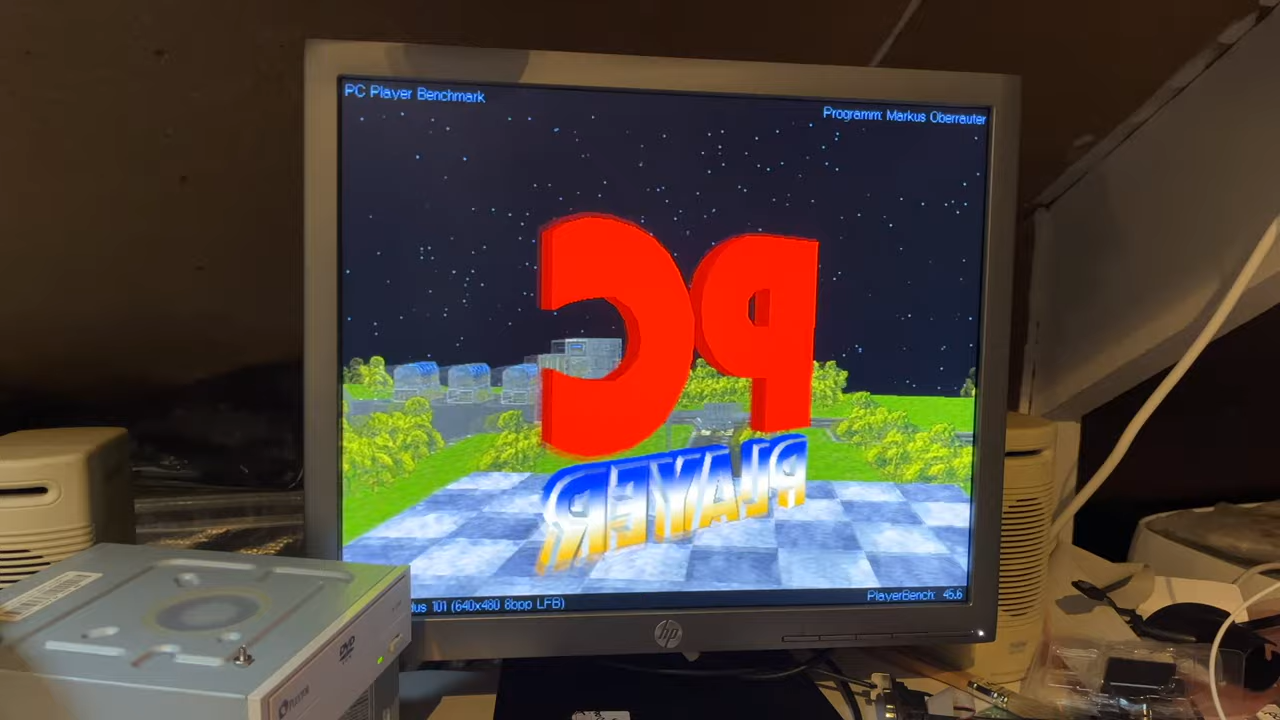 PC Player Benchmark
Programm: Markus Oberrauter
PC
PLAYER
dus 101 (640x480 8bpp LFB)
PlayerBench: 45.6
hp
DVD